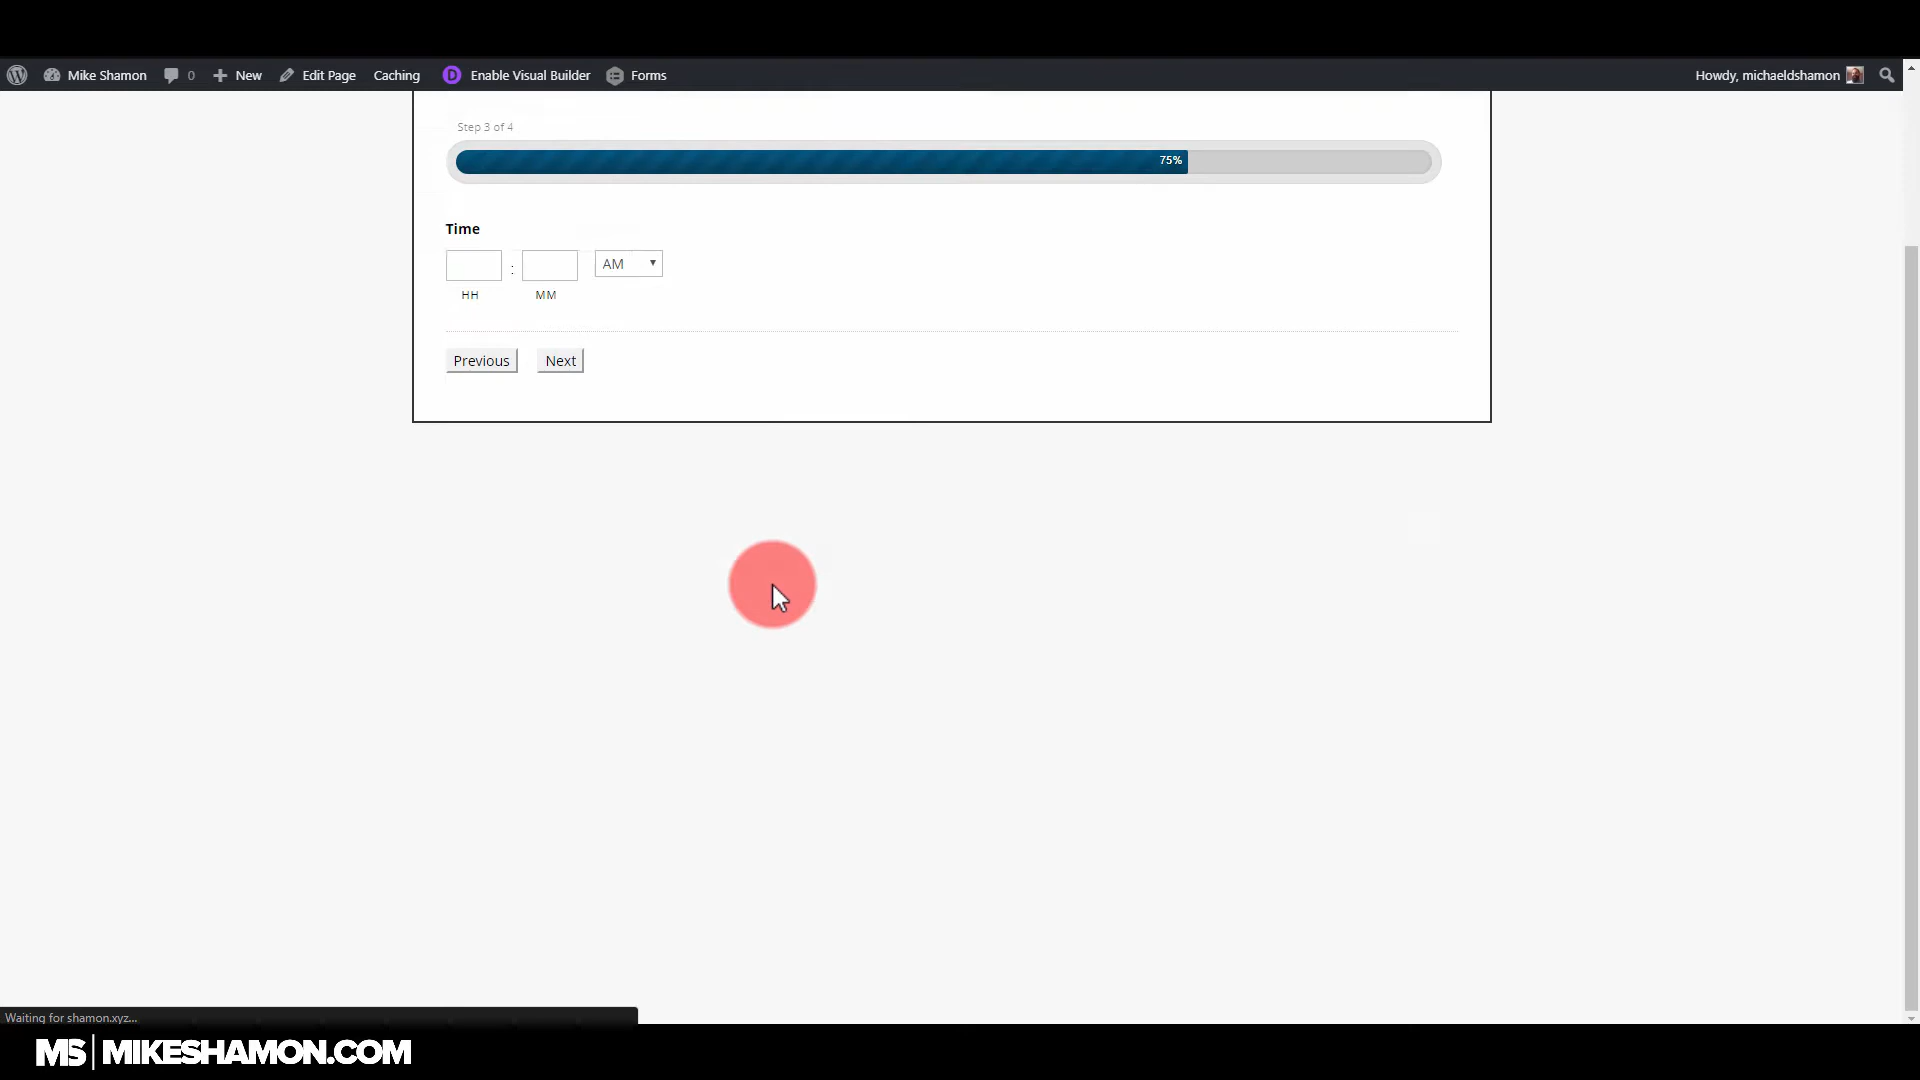 Mike Shamon 0 New Edit Page Caching Enable Visual Builder Forms Howdy, michaeldshamon
Step 3 of 4
75%
Time
: AM
HH MM
Previous Next
Waiting for shamon.xyz...
MS MIKESHAMON.COM